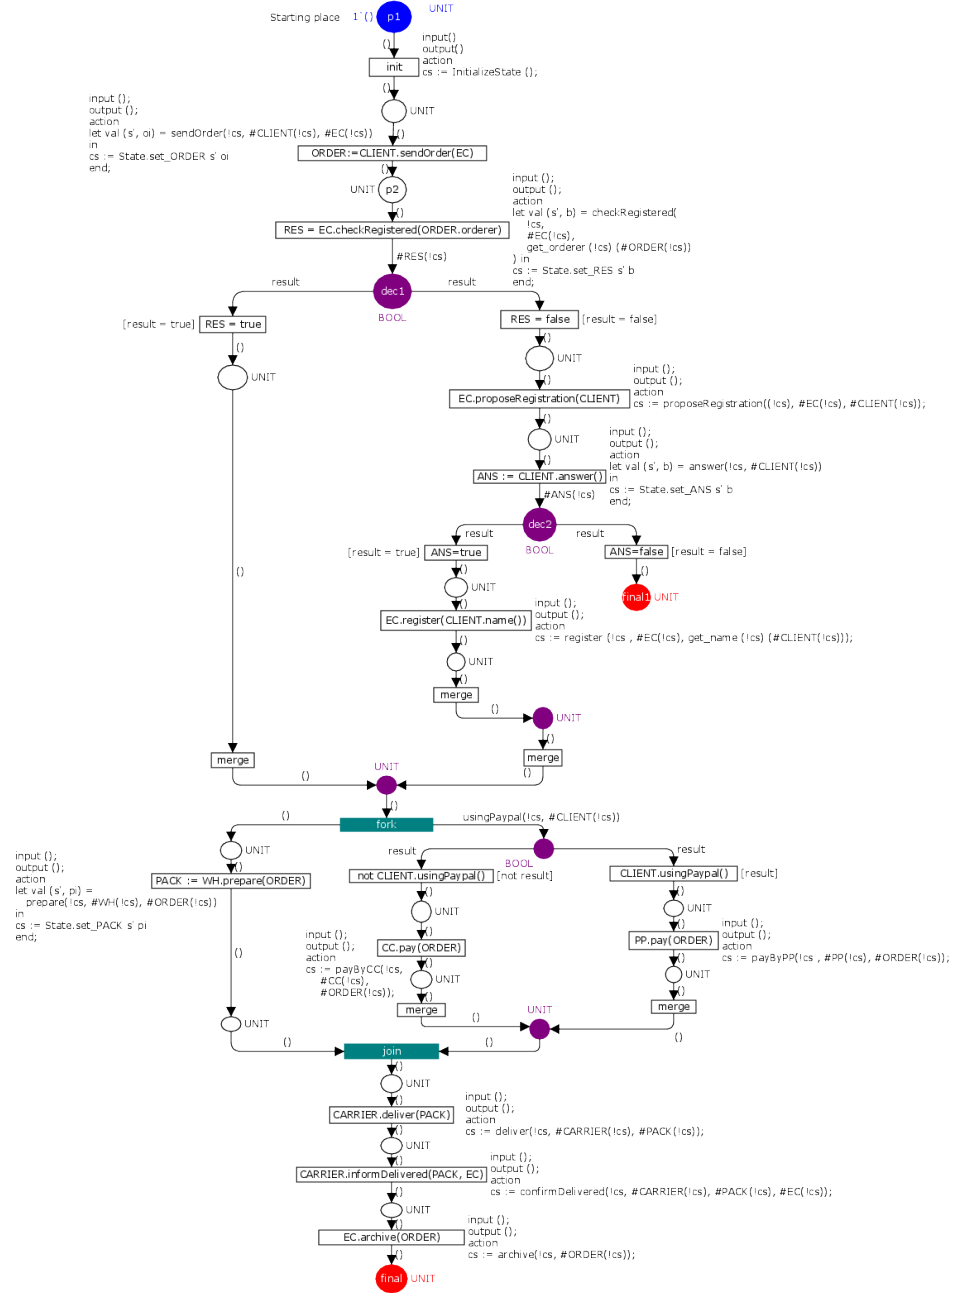 UNIT
Starting place 1`() p1
()
input()
output()
action
cs := InitializeState ();
init
()
UNIT
input ();
output ();
action
let val (s', oi) = sendOrder(!cs, #CLIENT(!cs), #EC(!cs))
in
cs := State.set_ORDER s' oi
end;
()
ORDER:=CLIENT.sendOrder(EC)
()
UNIT p2
()
input ();
output ();
action
let val (s', b) = checkRegistered(
!cs,
#EC(!cs),
get_orderer (!cs) (#ORDER(!cs))
) in
cs := State.set_RES s' b
end;
RES = EC.checkRegistered(ORDER.orderer)
#RES(!cs)
result dec1 result
BOOL
[result = true] RES = true
RES = false [result = false]
()
()
UNIT
UNIT
()
input ();
output ();
action
cs := proposeRegistration((!cs), #EC(!cs), #CLIENT(!cs));
EC.proposeRegistration(CLIENT)
()
UNIT
()
input ();
output ();
action
let val (s', b) = answer(!cs, #CLIENT(!cs))
in
cs := State.set_ANS s' b
end;
ANS := CLIENT.answer()
#ANS(!cs)
dec2
result result
BOOL
[result = true] ANS=true
ANS=false [result = false]
()
()
()
UNIT
final1 UNIT
()
input ();
output ();
action
cs := register (!cs , #EC(!cs), get_name (!cs) (#CLIENT(!cs)));
EC.register(CLIENT.name())
()
UNIT
()
merge
()
UNIT
()
merge
merge
()
()
UNIT
()
()
fork
usingPaypal(!cs, #CLIENT(!cs))
UNIT
()
result
BOOL
result
input ();
output ();
action
let val (s', pi) =
prepare(!cs, #WH(!cs), #ORDER(!cs))
in
cs := State.set_PACK s' pi
end;
PACK := WH.prepare(ORDER)
not CLIENT.usingPaypal() [not result]
CLIENT.usingPaypal() [result]
()
()
UNIT
UNIT
()
()
input ();
output ();
action
cs := payByCC(!cs,
#CC(!cs),
#ORDER(!cs));
CC.pay(ORDER)
PP.pay(ORDER)
input ();
output ();
action
cs := payByPP(!cs , #PP(!cs), #ORDER(!cs));
()
()
()
UNIT
UNIT
()
()
merge
merge
()
UNIT
UNIT
()
()
()
join
()
UNIT
()
input ();
output ();
action
cs := deliver(!cs, #CARRIER(!cs), #PACK(!cs));
CARRIER.deliver(PACK)
()
UNIT
()
input ();
output ();
action
cs := confirmDelivered(!cs, #CARRIER(!cs), #PACK(!cs), #EC(!cs));
CARRIER.informDelivered(PACK, EC)
()
UNIT
()
input ();
output ();
action
cs := archive(!cs, #ORDER(!cs));
EC.archive(ORDER)
()
final UNIT